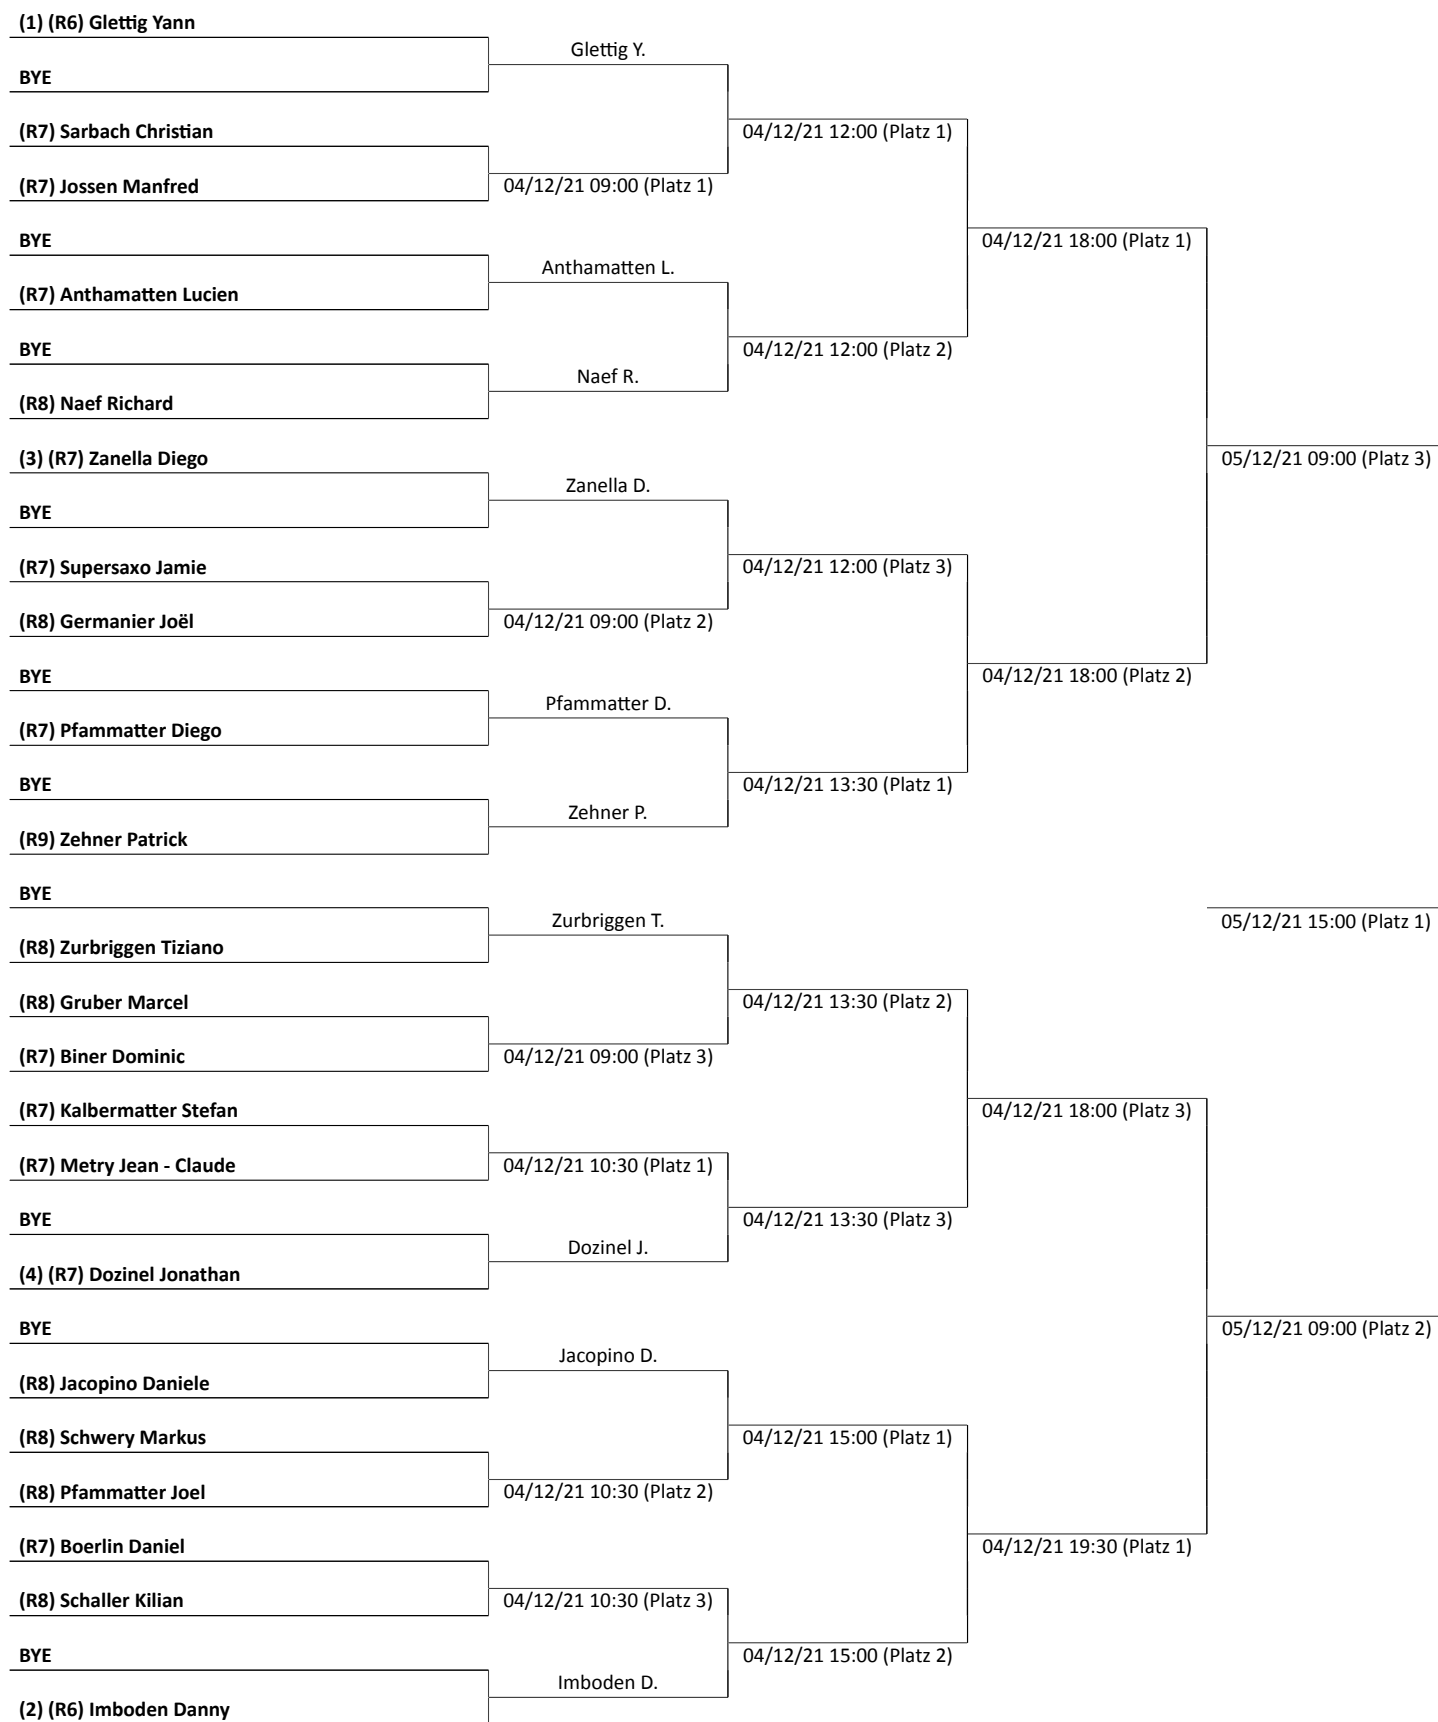 (1) (R6) Glettig Yann
Glettig Y.
BYE
(R7) Sarbach Christian
04/12/21 12:00 (Platz 1)
(R7) Jossen Manfred
04/12/21 09:00 (Platz 1)
BYE
04/12/21 18:00 (Platz 1)
Anthamatten L.
(R7) Anthamatten Lucien
BYE
04/12/21 12:00 (Platz 2)
Naef R.
(R8) Naef Richard
(3) (R7) Zanella Diego
05/12/21 09:00 (Platz 3)
Zanella D.
BYE
(R7) Supersaxo Jamie
04/12/21 12:00 (Platz 3)
(R8) Germanier Joël
04/12/21 09:00 (Platz 2)
BYE
04/12/21 18:00 (Platz 2)
Pfammatter D.
(R7) Pfammatter Diego
BYE
04/12/21 13:30 (Platz 1)
Zehner P.
(R9) Zehner Patrick
BYE
Zurbriggen T.
05/12/21 15:00 (Platz 1)
(R8) Zurbriggen Tiziano
(R8) Gruber Marcel
04/12/21 13:30 (Platz 2)
(R7) Biner Dominic
04/12/21 09:00 (Platz 3)
(R7) Kalbermatter Stefan
04/12/21 18:00 (Platz 3)
(R7) Metry Jean - Claude
04/12/21 10:30 (Platz 1)
BYE
04/12/21 13:30 (Platz 3)
Dozinel J.
(4) (R7) Dozinel Jonathan
BYE
05/12/21 09:00 (Platz 2)
Jacopino D.
(R8) Jacopino Daniele
(R8) Schwery Markus
04/12/21 15:00 (Platz 1)
(R8) Pfammatter Joel
04/12/21 10:30 (Platz 2)
(R7) Boerlin Daniel
04/12/21 19:30 (Platz 1)
(R8) Schaller Kilian
04/12/21 10:30 (Platz 3)
BYE
04/12/21 15:00 (Platz 2)
Imboden D.
(2) (R6) Imboden Danny